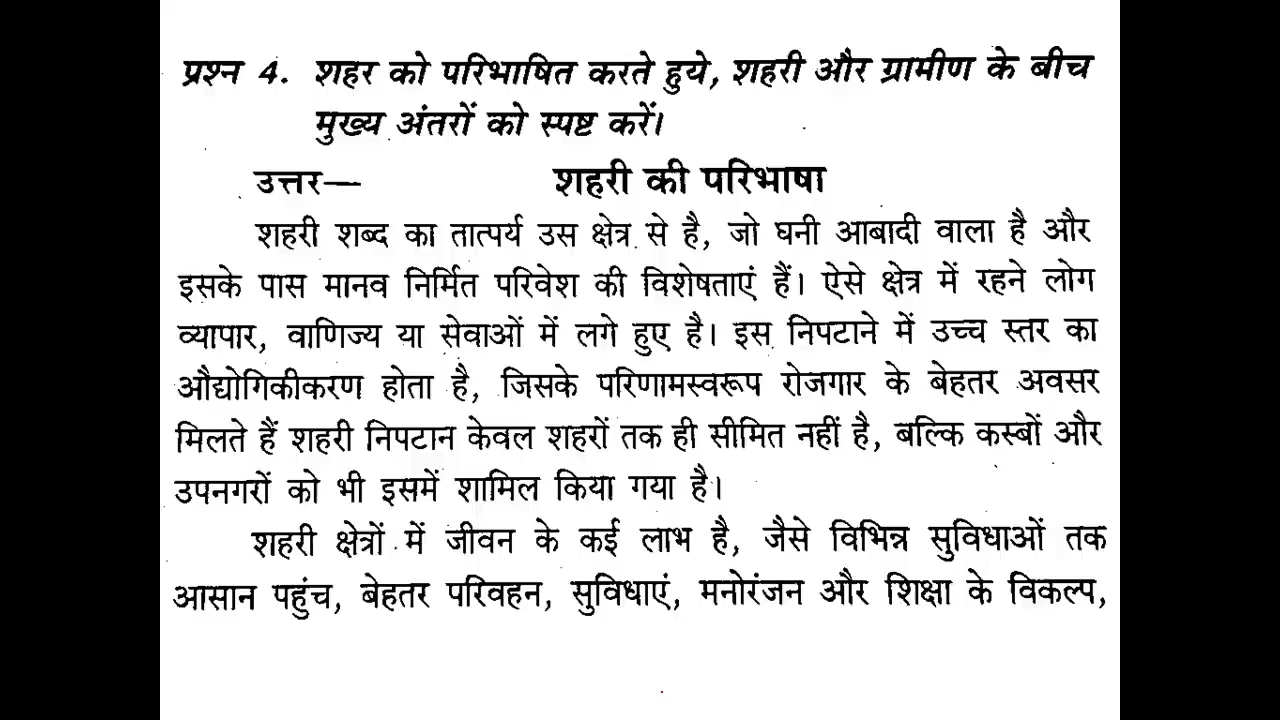 प्रश्न 4. शहर को परिभाषित करते हुये, शहरी और ग्रामीण के बीच
मुख्य अंतरों को स्पष्ट करें।
उत्तर— शहरी की परिभाषा
शहरी शब्द का तात्पर्य उस क्षेत्र से है, जो घनी आबादी वाला है और
इसके पास मानव निर्मित परिवेश की विशेषताएं हैं। ऐसे क्षेत्र में रहने लोग
व्यापार, वाणिज्य या सेवाओं में लगे हुए है। इस निपटाने में उच्च स्तर का
औद्योगिकीकरण होता है, जिसके परिणामस्वरूप रोजगार के बेहतर अवसर
मिलते हैं शहरी निपटान केवल शहरों तक ही सीमित नहीं है, बल्कि कस्बों और
उपनगरों को भी इसमें शामिल किया गया है।
शहरी क्षेत्रों में जीवन के कई लाभ है, जैसे विभिन्न सुविधाओं तक
आसान पहुंच, बेहतर परिवहन, सुविधाएं, मनोरंजन और शिक्षा के विकल्प,